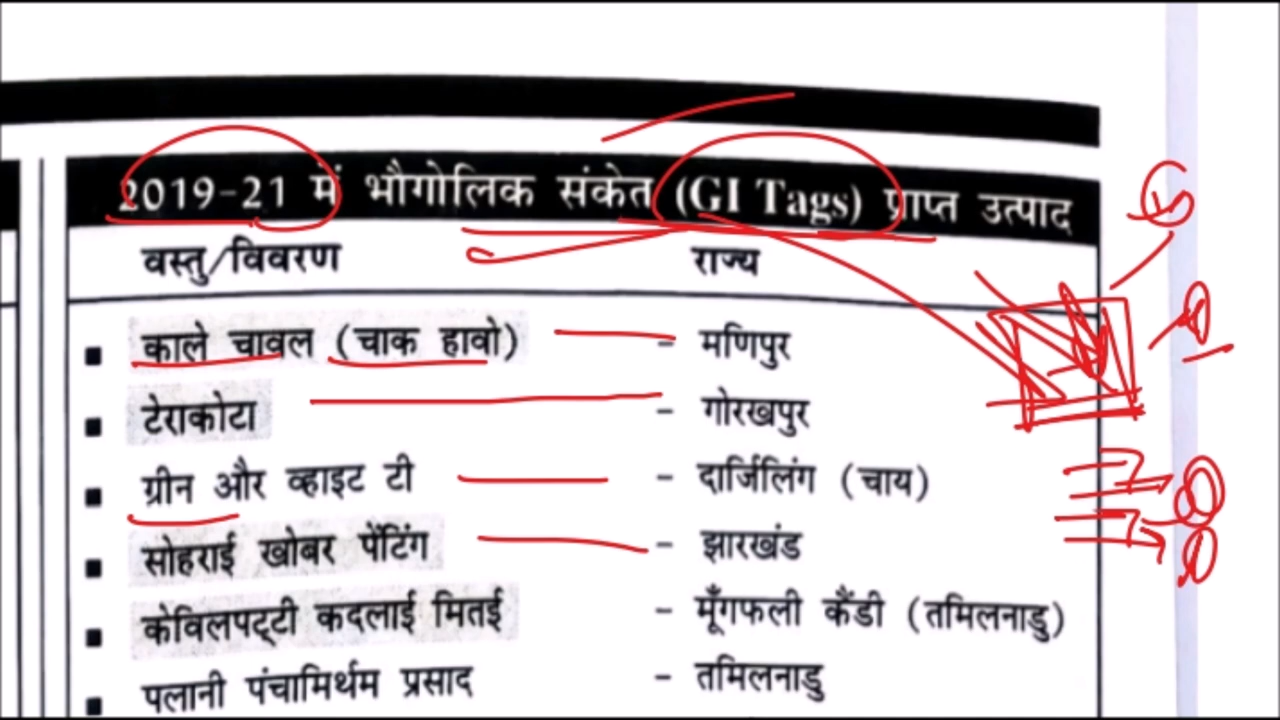 2019-21 में भौगोलिक संकेत (GI Tags) प्राप्त उत्पाद
वस्तु/विवरण राज्य
▪ काले चावल (चाक हावो) - मणिपुर
▪ टेराकोटा - गोरखपुर
▪ ग्रीन और व्हाइट टी - दार्जिलिंग (चाय)
▪ सोहराई खोबर पेंटिंग - झारखंड
▪ केविलपट्टी कदलाई मितई - मूँगफली कैंडी (तमिलनाडु)
▪ पलानी पंचामिर्थम प्रसाद - तमिलनाडु